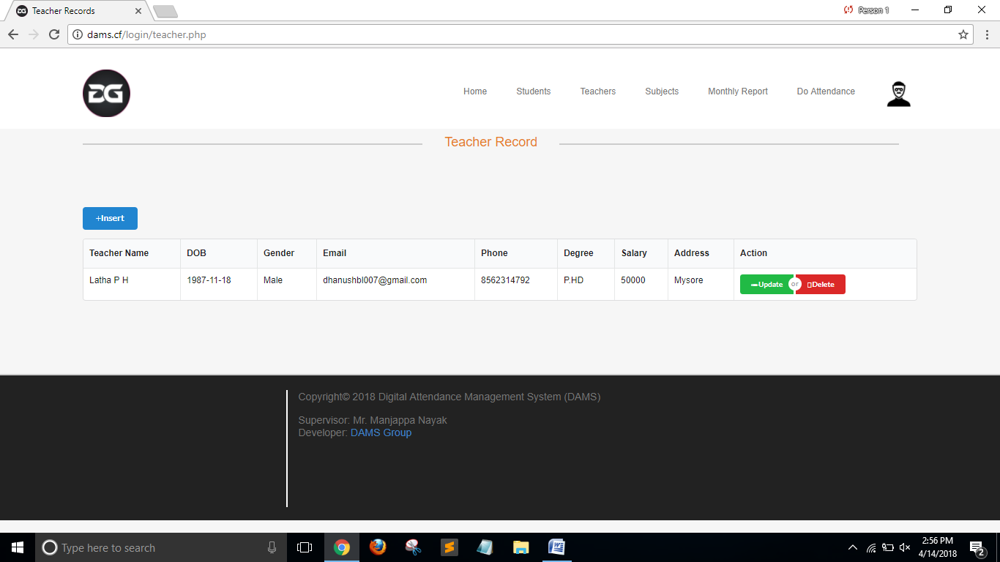 Teacher Records
Person 1
dams.cf/login/teacher.php
DG
Home Students Teachers Subjects Monthly Report Do Attendance
Teacher Record
+Insert
Teacher Name DOB Gender Email Phone Degree Salary Address Action
Latha P H 1987-11-18 Male dhanushbl007@gmail.com 8562314792 P.HD 50000 Mysore Update or Delete
Copyright© 2018 Digital Attendance Management System (DAMS)
Supervisor: Mr. Manjappa Nayak
Developer: DAMS Group
Type here to search
2:56 PM
4/14/2018
2